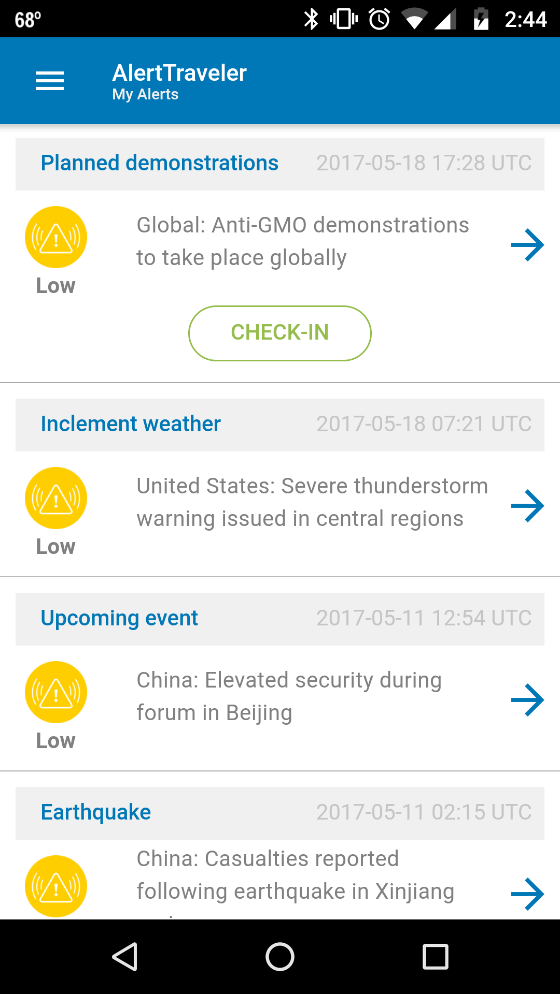 68º 2:44
AlertTraveler
My Alerts
Planned demonstrations 2017-05-18 17:28 UTC
Global: Anti-GMO demonstrations
to take place globally
Low
CHECK-IN
Inclement weather 2017-05-18 07:21 UTC
United States: Severe thunderstorm
warning issued in central regions
Low
Upcoming event 2017-05-11 12:54 UTC
China: Elevated security during
forum in Beijing
Low
Earthquake 2017-05-11 02:15 UTC
China: Casualties reported
following earthquake in Xinjiang